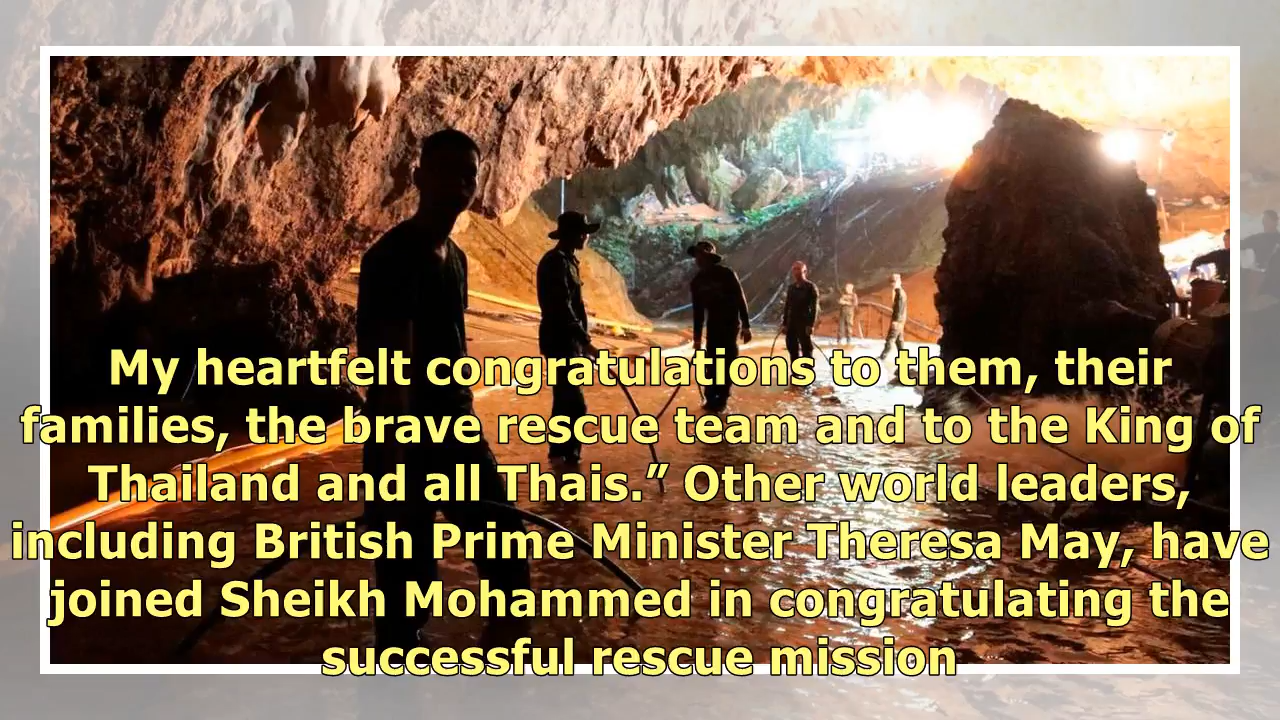 My heartfelt congratulations to them, their
families, the brave rescue team and to the King of
Thailand and all Thais.” Other world leaders,
including British Prime Minister Theresa May, have
joined Sheikh Mohammed in congratulating the
successful rescue mission